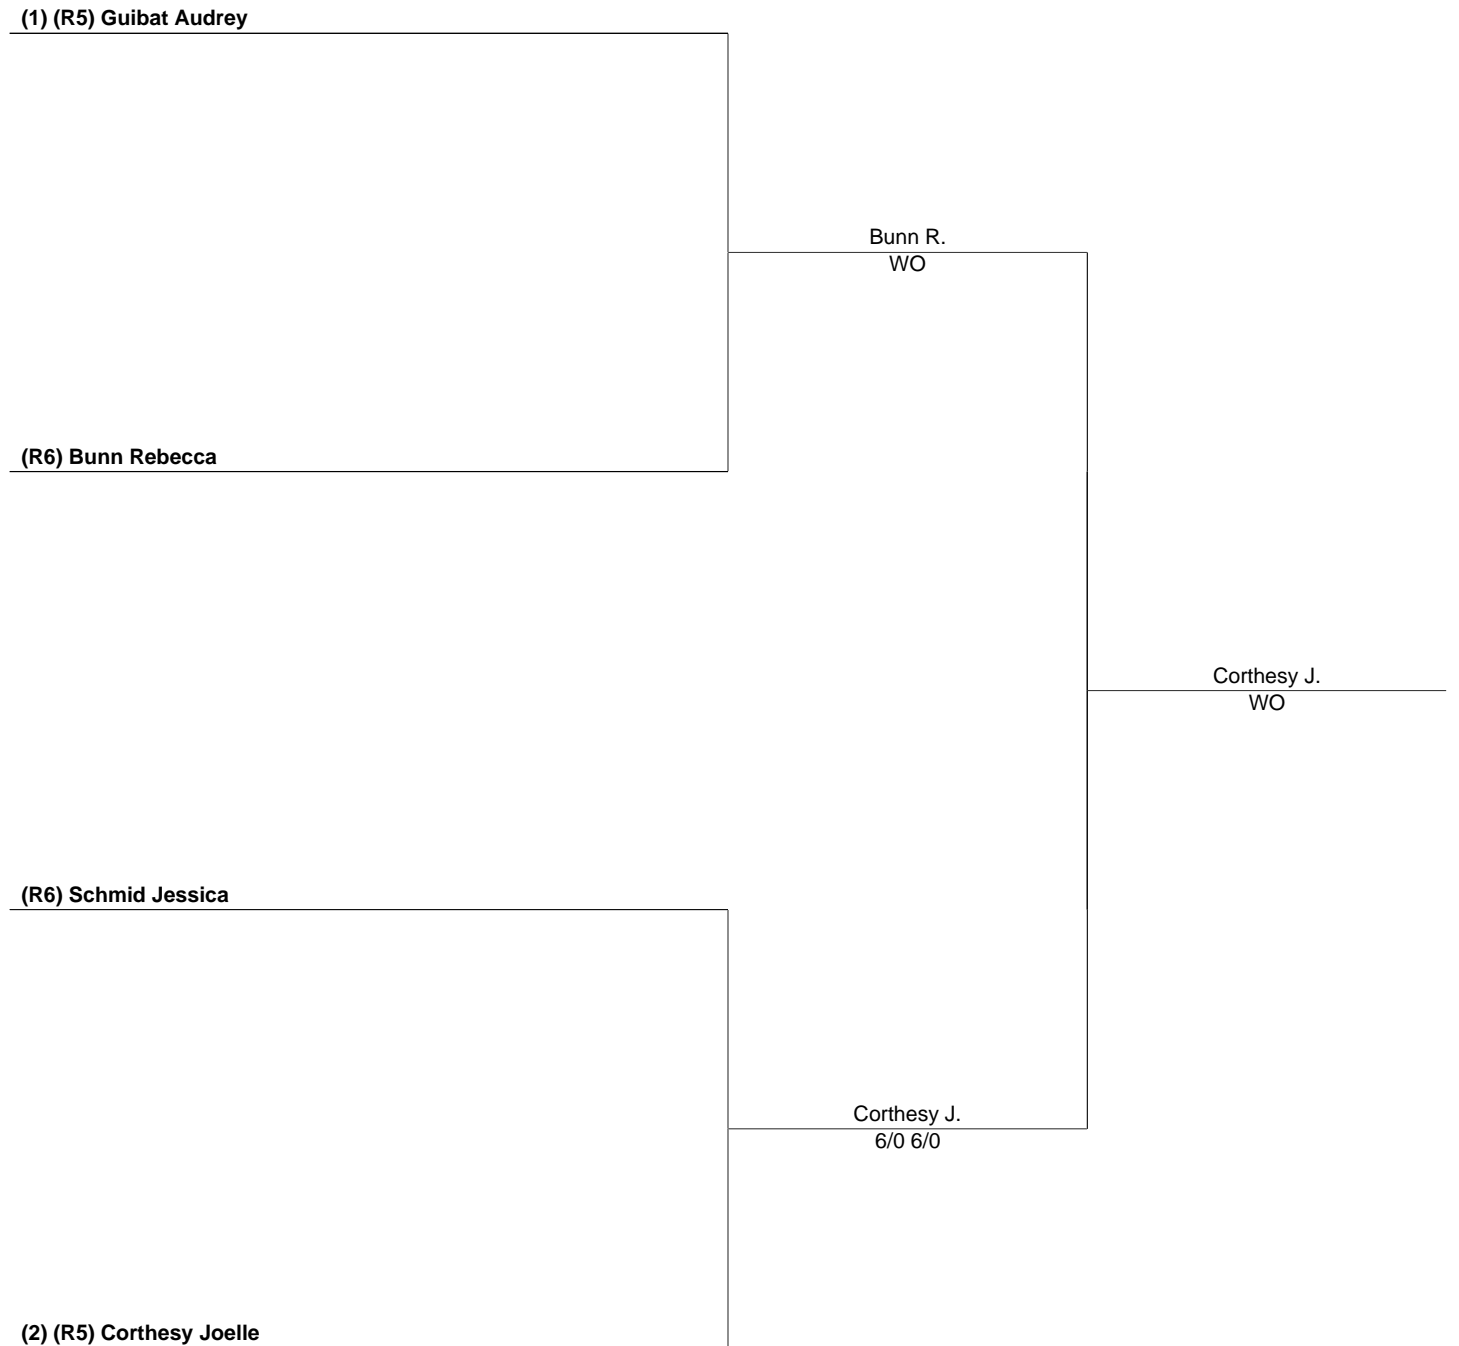 (1) (R5) Guibat Audrey
Bunn R.
WO
(R6) Bunn Rebecca
Corthesy J.
WO
(R6) Schmid Jessica
Corthesy J.
6/0 6/0
(2) (R5) Corthesy Joelle